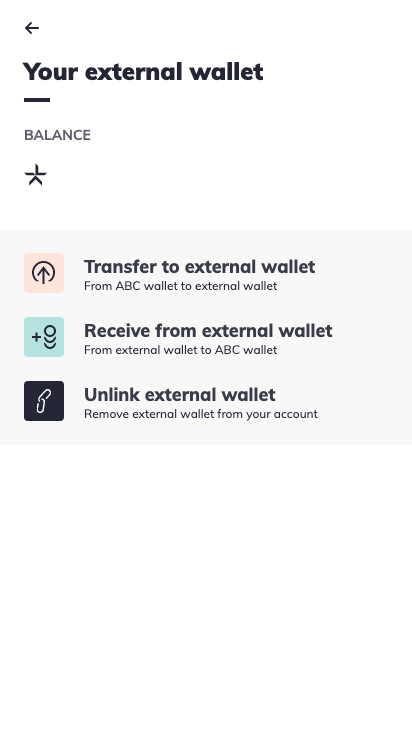 Your external wallet
BALANCE
Transfer to external wallet
From ABC wallet to external wallet
Receive from external wallet
From external wallet to ABC wallet
Unlink external wallet
Remove external wallet from your account